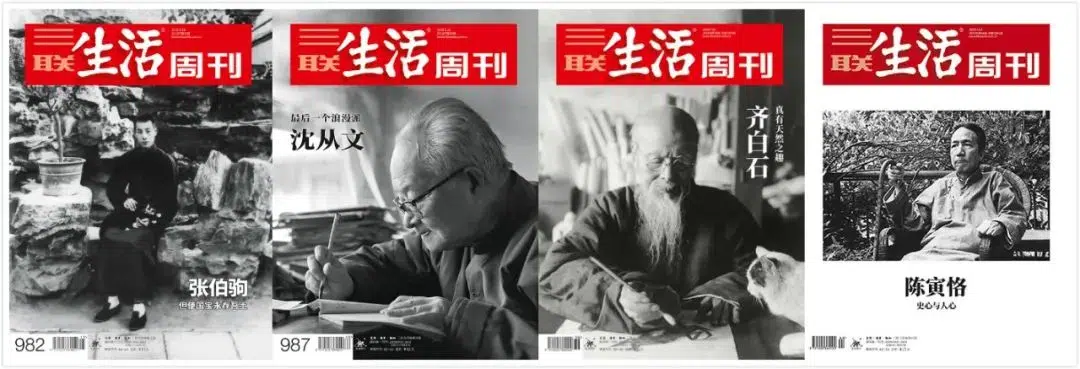 三联生活周刊
张伯驹
但使国宝永存吾土
982
三联生活周刊
最后一个浪漫派
沈从文
987
三联生活周刊
真有天然之趣
齐白石
三联生活周刊
陈寅恪
史心与人心